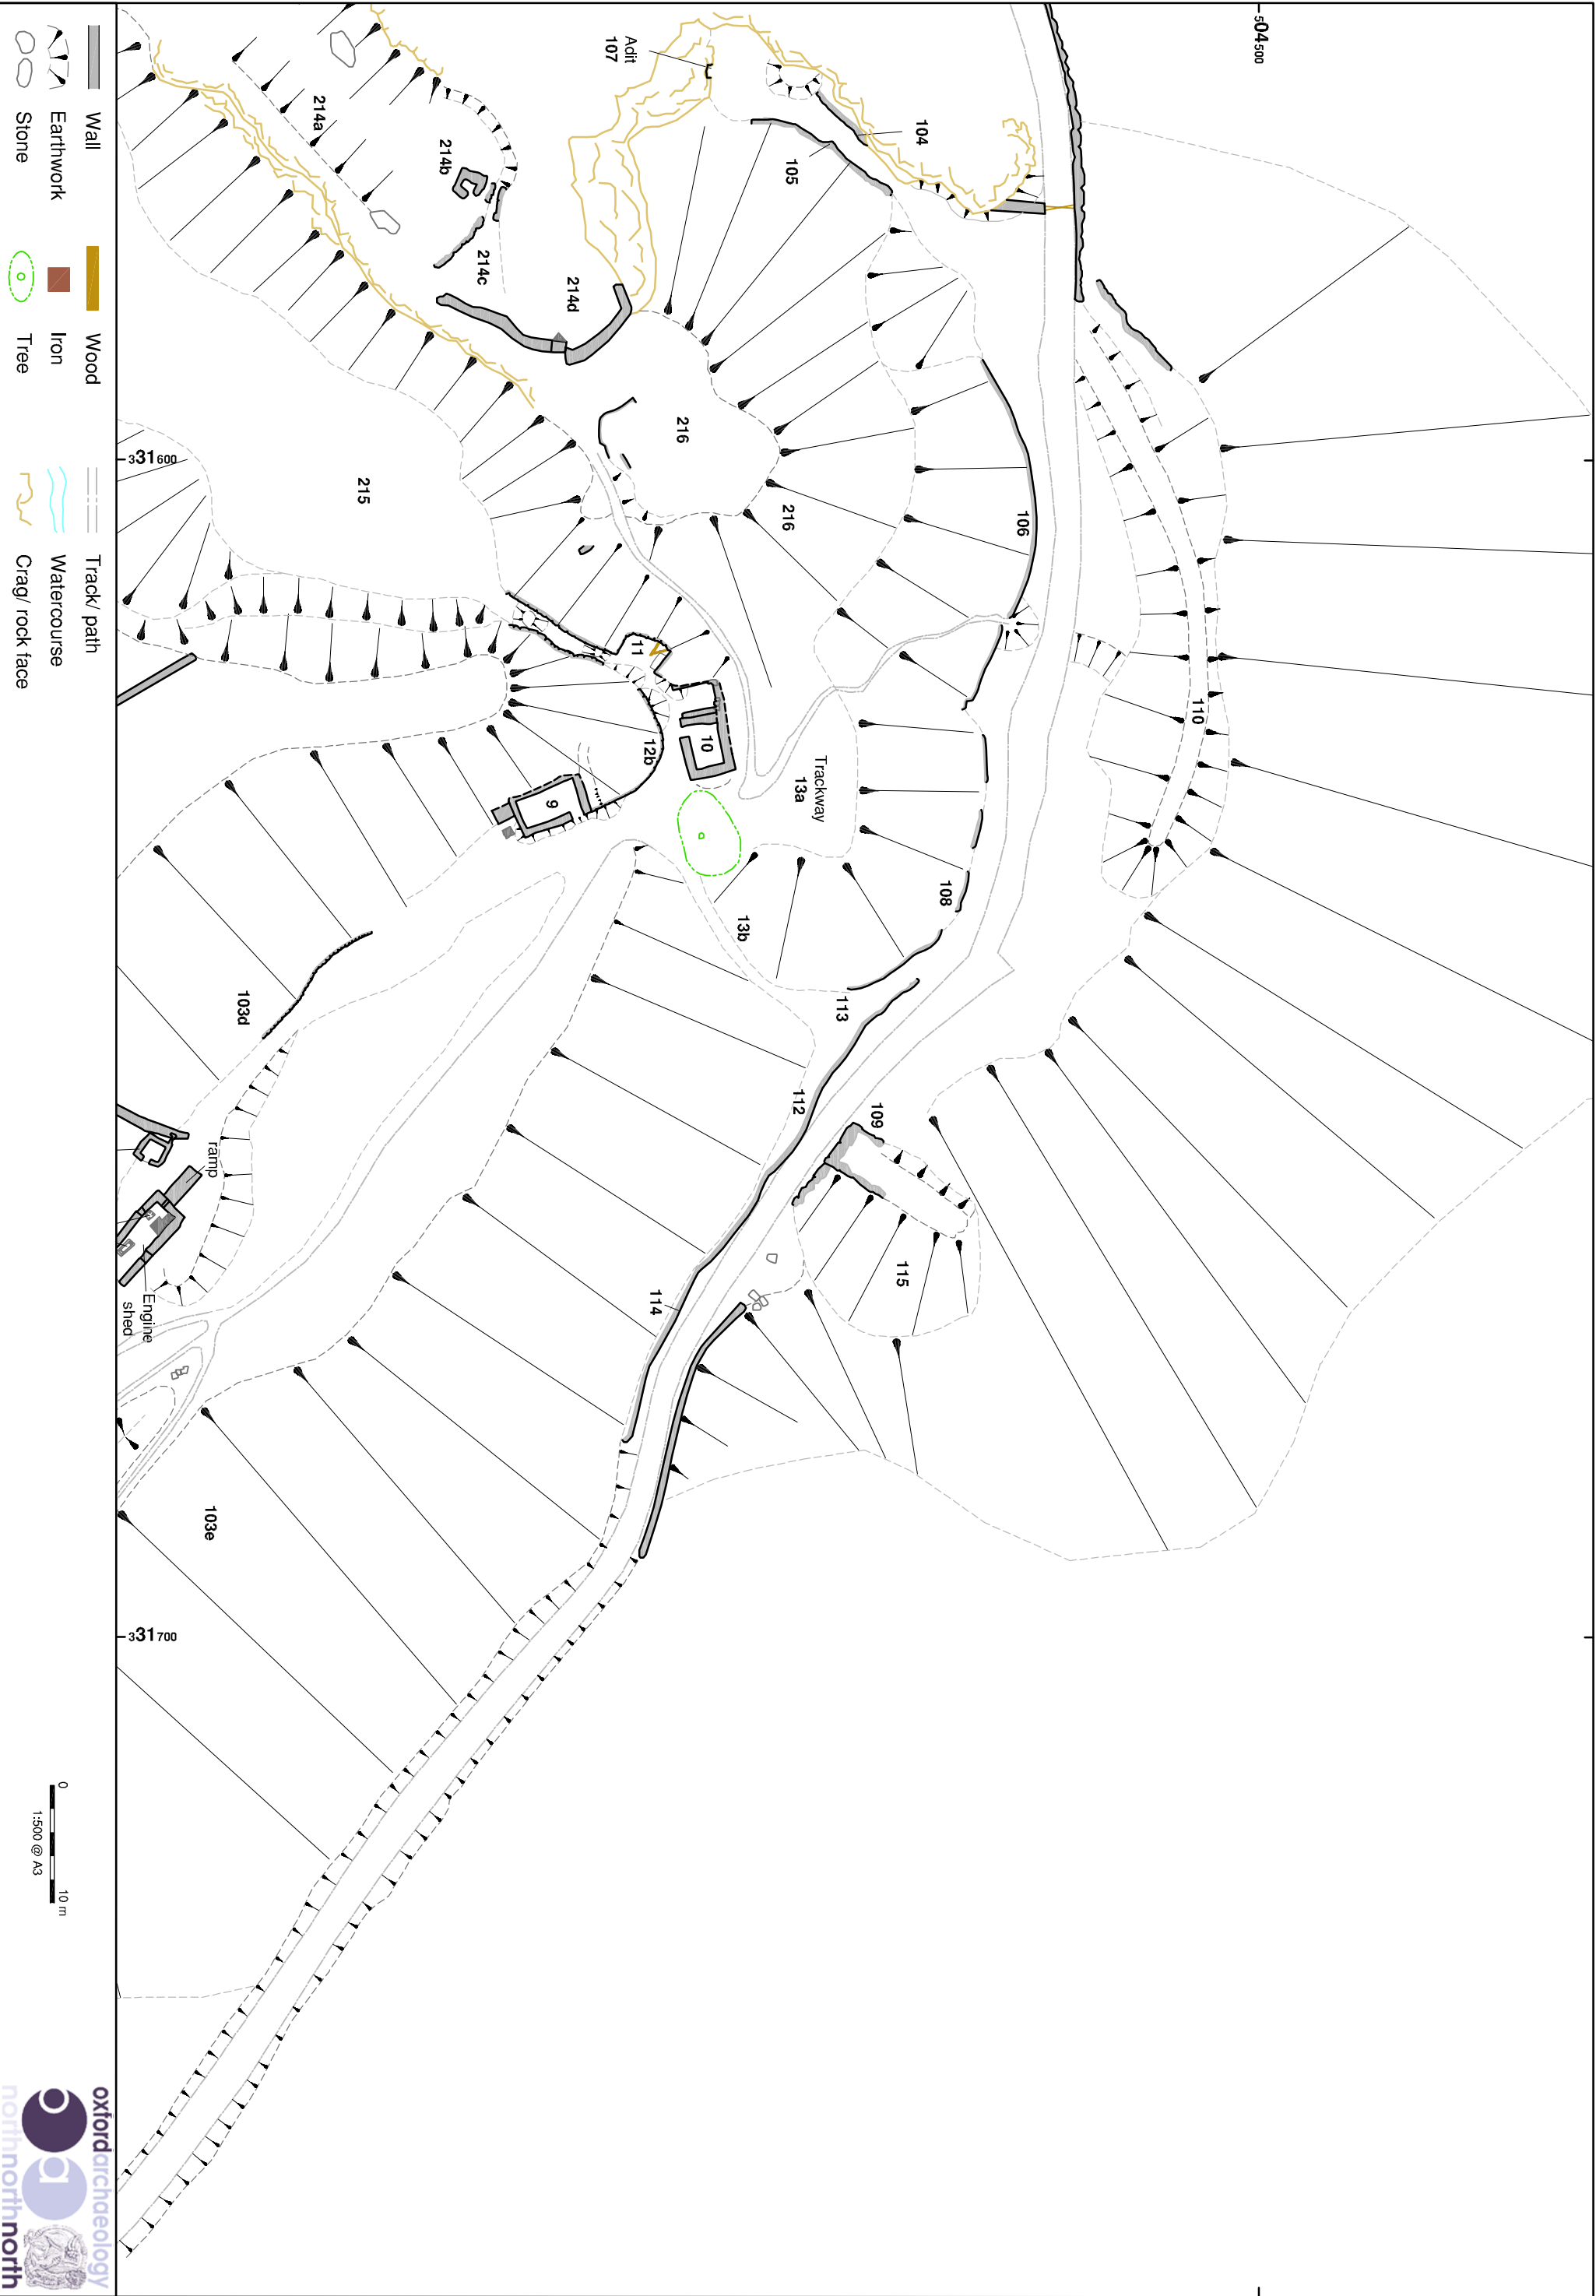 504500
Adit
107
104
105
214a
214b
214c
214d
216
331600
215
216
106
110
11
10
12b
9
Trackway
13a
13b
108
113
103d
112
109
ramp
Engine
shed
115
114
103e
331700
Wall
Earthwork
Stone
Wood
Iron
Tree
Track/ path
Watercourse
Crag/ rock face
0
10 m
1:500 @ A3
oxfordarchaeology
oa
northnorthnorth